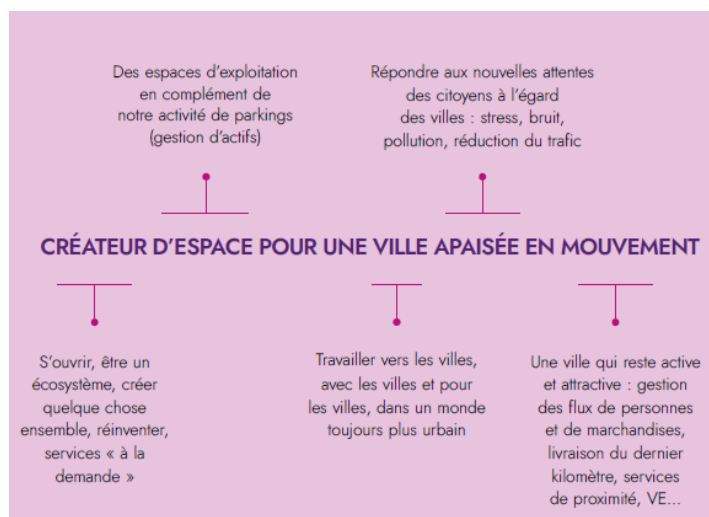 Des espaces d’exploitation
en complément de
notre activité de parkings
(gestion d’actifs)
Répondre aux nouvelles attentes
des citoyens à l’égard
des villes : stress, bruit,
pollution, réduction du trafic
CRÉATEUR D’ESPACE POUR UNE VILLE APAISÉE EN MOUVEMENT
S’ouvrir, être un
écosystème, créer
quelque chose
ensemble, réinventer,
services « à la
demande »
Travailler vers les villes,
avec les villes et pour
les villes, dans un monde
toujours plus urbain
Une ville qui reste active
et attractive : gestion
des flux de personnes
et de marchandises,
livraison du dernier
kilomètre, services
de proximité, VE...